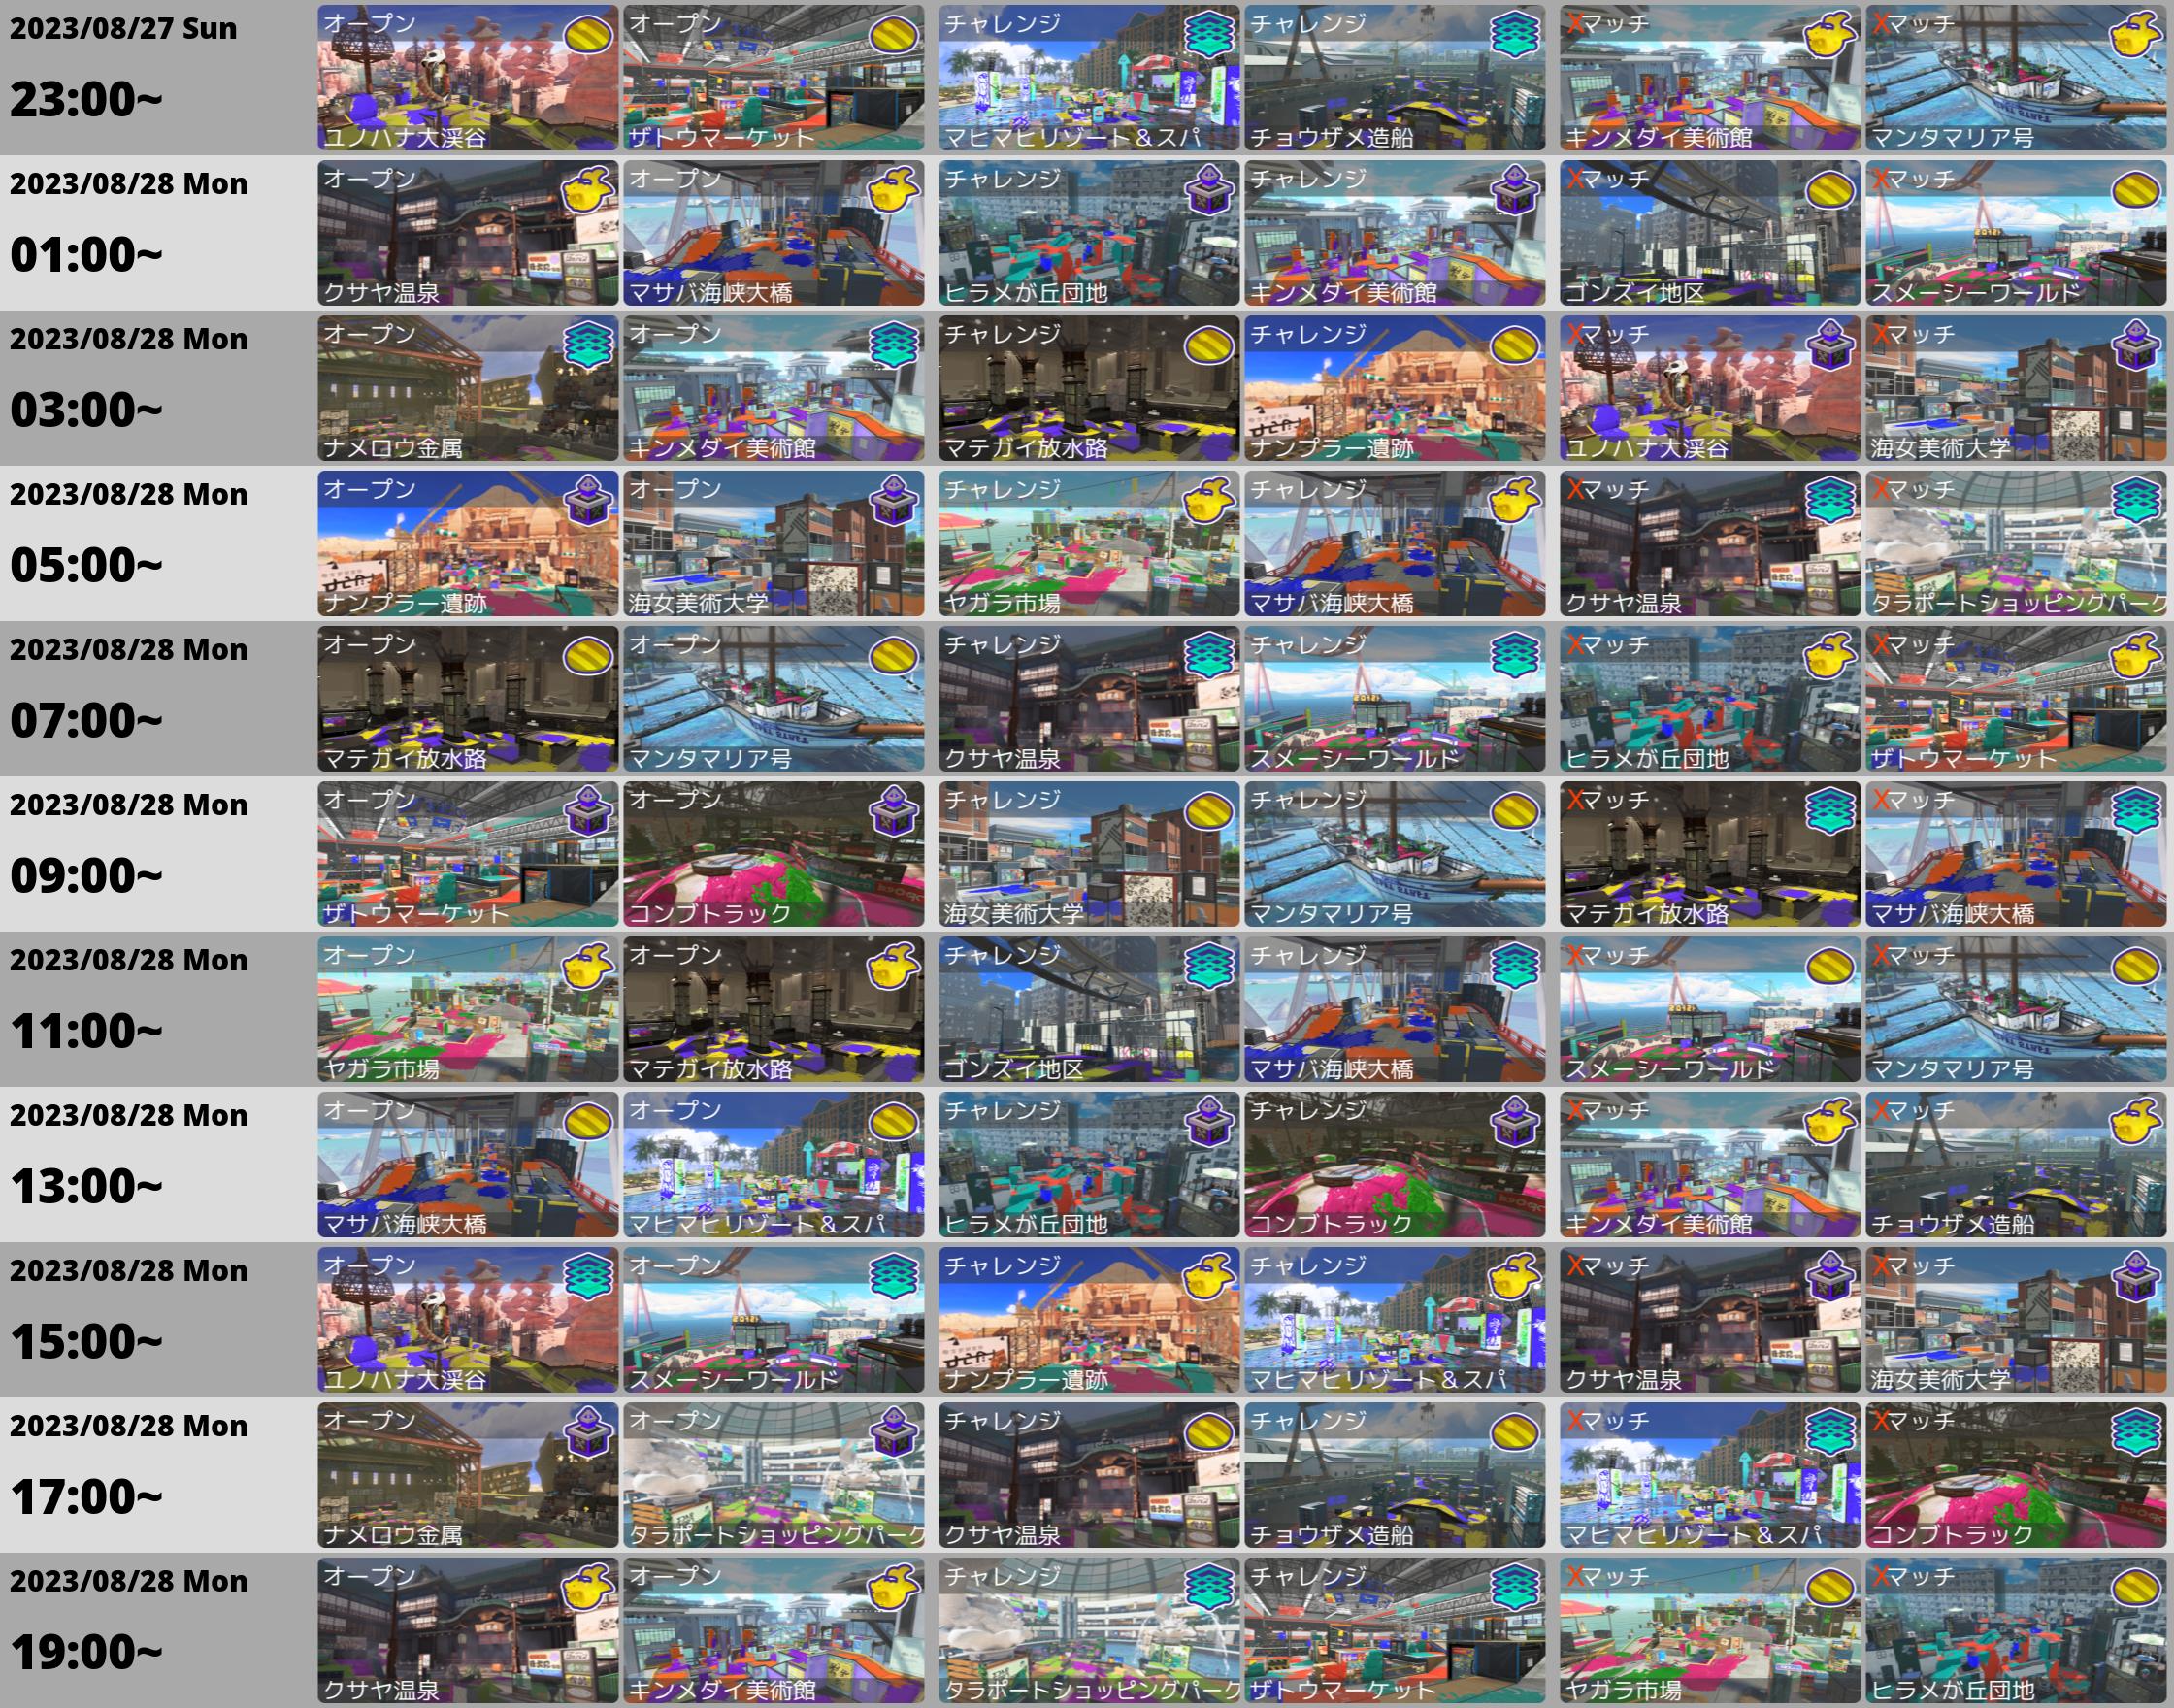 2023/08/27 Sun
23:00~
オープン オープン チャレンジ チャレンジ Xマッチ Xマッチ
ユノハナ大渓谷 ザトウマーケット マヒマヒリゾート&スパ チョウザメ造船 キンメダイ美術館 マンタマリア号
2023/08/28 Mon
01:00~
オープン オープン チャレンジ チャレンジ Xマッチ Xマッチ
クサヤ温泉 マサバ海峡大橋 ヒラメが丘団地 キンメダイ美術館 ゴンズイ地区 スメーシーワールド
2023/08/28 Mon
03:00~
オープン オープン チャレンジ チャレンジ Xマッチ Xマッチ
ナメロウ金属 キンメダイ美術館 マテガイ放水路 ナンプラー遺跡 ユノハナ大渓谷 海女美術大学
2023/08/28 Mon
05:00~
オープン オープン チャレンジ チャレンジ Xマッチ Xマッチ
ナンプラー遺跡 海女美術大学 ヤガラ市場 マサバ海峡大橋 クサヤ温泉 タラポートショッピングパーク
2023/08/28 Mon
07:00~
オープン オープン チャレンジ チャレンジ Xマッチ Xマッチ
マテガイ放水路 マンタマリア号 クサヤ温泉 スメーシーワールド ヒラメが丘団地 ザトウマーケット
2023/08/28 Mon
09:00~
オープン オープン チャレンジ チャレンジ Xマッチ Xマッチ
ザトウマーケット コンブトラック 海女美術大学 マンタマリア号 マテガイ放水路 マサバ海峡大橋
2023/08/28 Mon
11:00~
オープン オープン チャレンジ チャレンジ Xマッチ Xマッチ
ヤガラ市場 マテガイ放水路 ゴンズイ地区 マサバ海峡大橋 スメーシーワールド マンタマリア号
2023/08/28 Mon
13:00~
オープン オープン チャレンジ チャレンジ Xマッチ Xマッチ
マサバ海峡大橋 マヒマヒリゾート&スパ ヒラメが丘団地 コンブトラック キンメダイ美術館 チョウザメ造船
2023/08/28 Mon
15:00~
オープン オープン チャレンジ チャレンジ Xマッチ Xマッチ
ユノハナ大渓谷 スメーシーワールド ナンプラー遺跡 マヒマヒリゾート&スパ クサヤ温泉 海女美術大学
2023/08/28 Mon
17:00~
オープン オープン チャレンジ チャレンジ Xマッチ Xマッチ
ナメロウ金属 タラポートショッピングパーク クサヤ温泉 チョウザメ造船 マヒマヒリゾート&スパ コンブトラック
2023/08/28 Mon
19:00~
オープン オープン チャレンジ チャレンジ Xマッチ Xマッチ
クサヤ温泉 キンメダイ美術館 タラポートショッピングパーク ザトウマーケット ヤガラ市場 ヒラメが丘団地